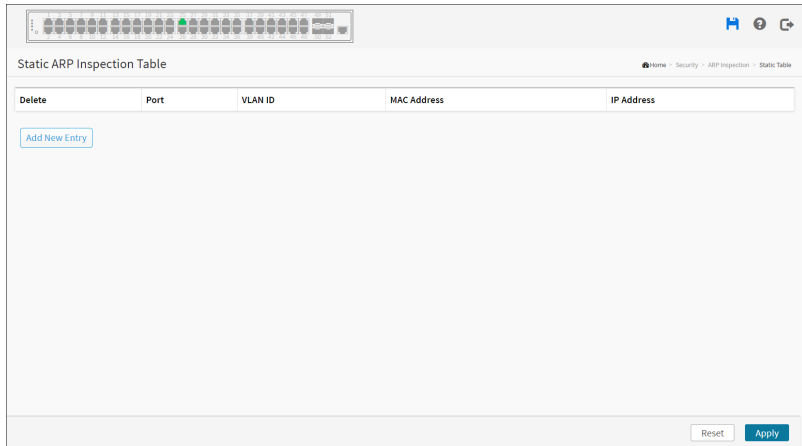 Static ARP Inspection Table
Home > Security > ARP Inspection > Static Table
Delete Port VLAN ID MAC Address IP Address
Add New Entry
Reset Apply